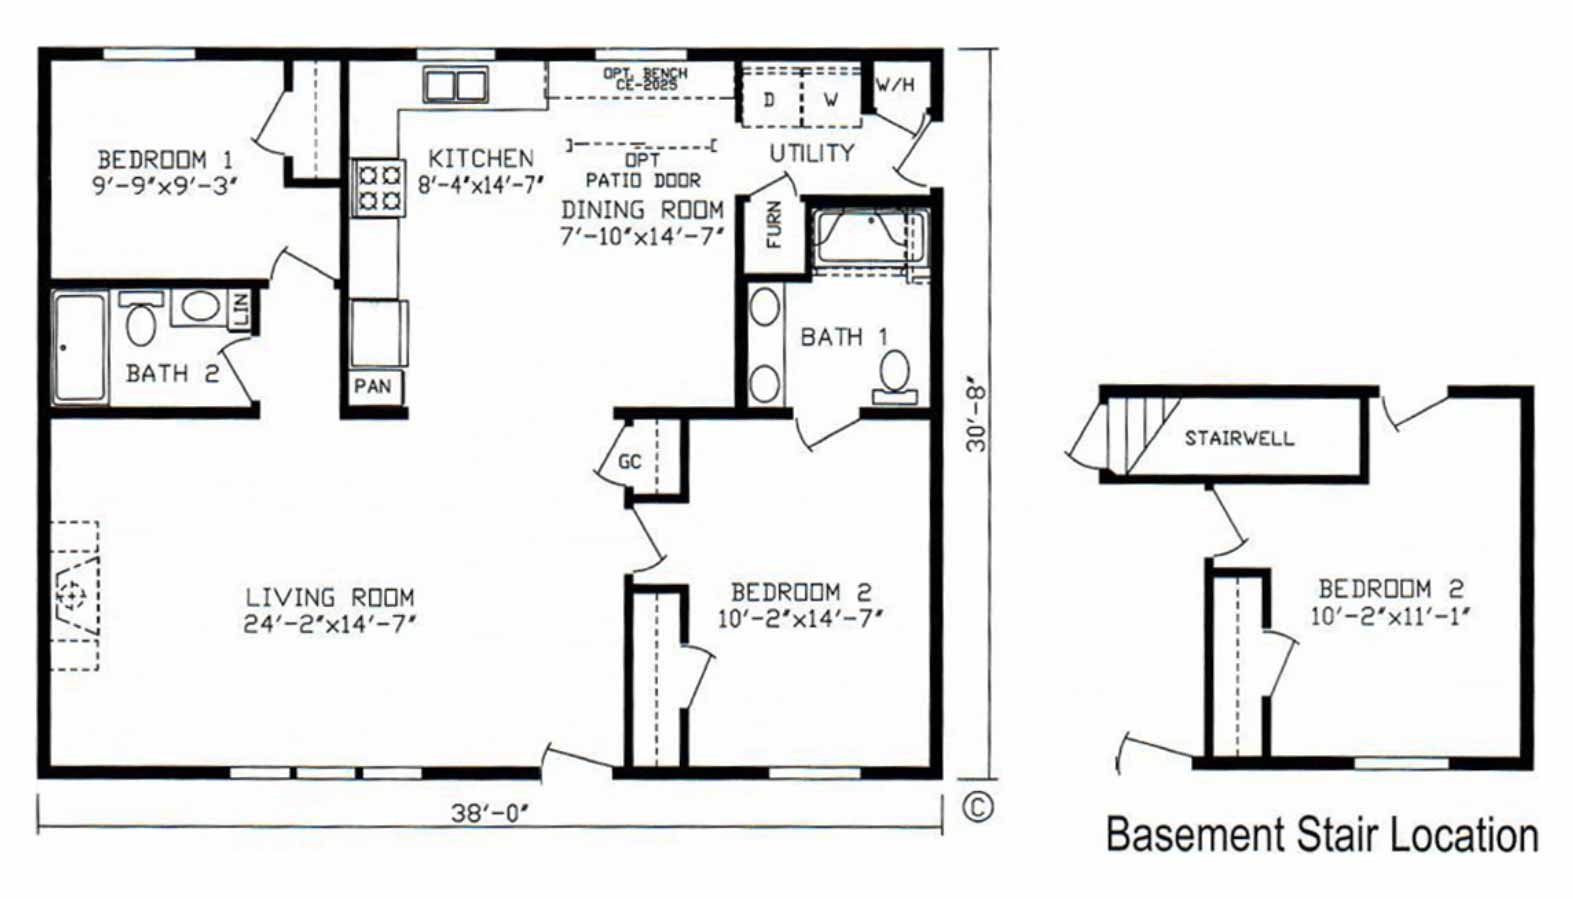 OPT. BENCH
CE-2025
D
W
W/H
BEDROOM 1
9'-9"x9'-3"
KITCHEN
8'-4"x14'-7"
OPT
PATIO DOOR
UTILITY
DINING ROOM
7'-10"x14'-7"
FURN
LIN
BATH 2
PAN
BATH 1
30'-8"
GC
LIVING ROOM
24'-2"x14'-7"
BEDROOM 2
10'-2"x14'-7"
38'-0"
©
STAIRWELL
BEDROOM 2
10'-2"x11'-1"
Basement Stair Location